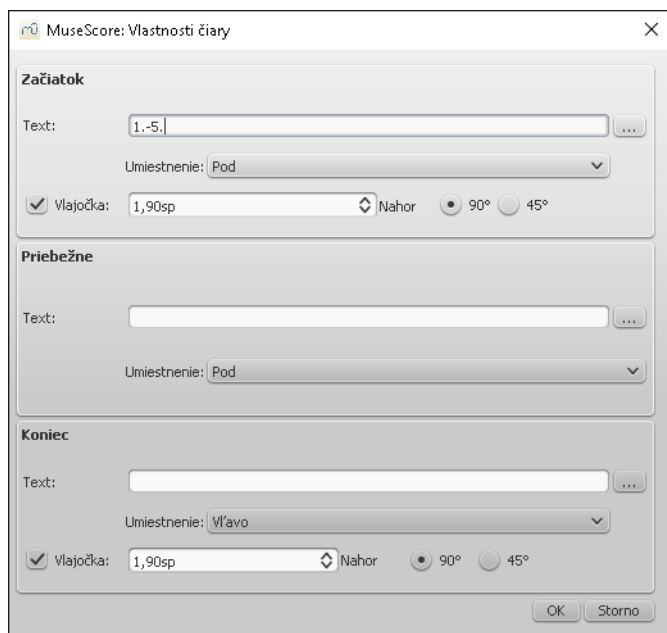 MuseScore: Vlastnosti čiary
Začiatok
Text: 1.-5. ...
Umiestnenie: Pod
Vlajočka: 1,90sp Nahor 90° 45°
Priebežne
Text: ...
Umiestnenie: Pod
Koniec
Text: ...
Umiestnenie: Vľavo
Vlajočka: 1,90sp Nahor 90° 45°
OK Storno